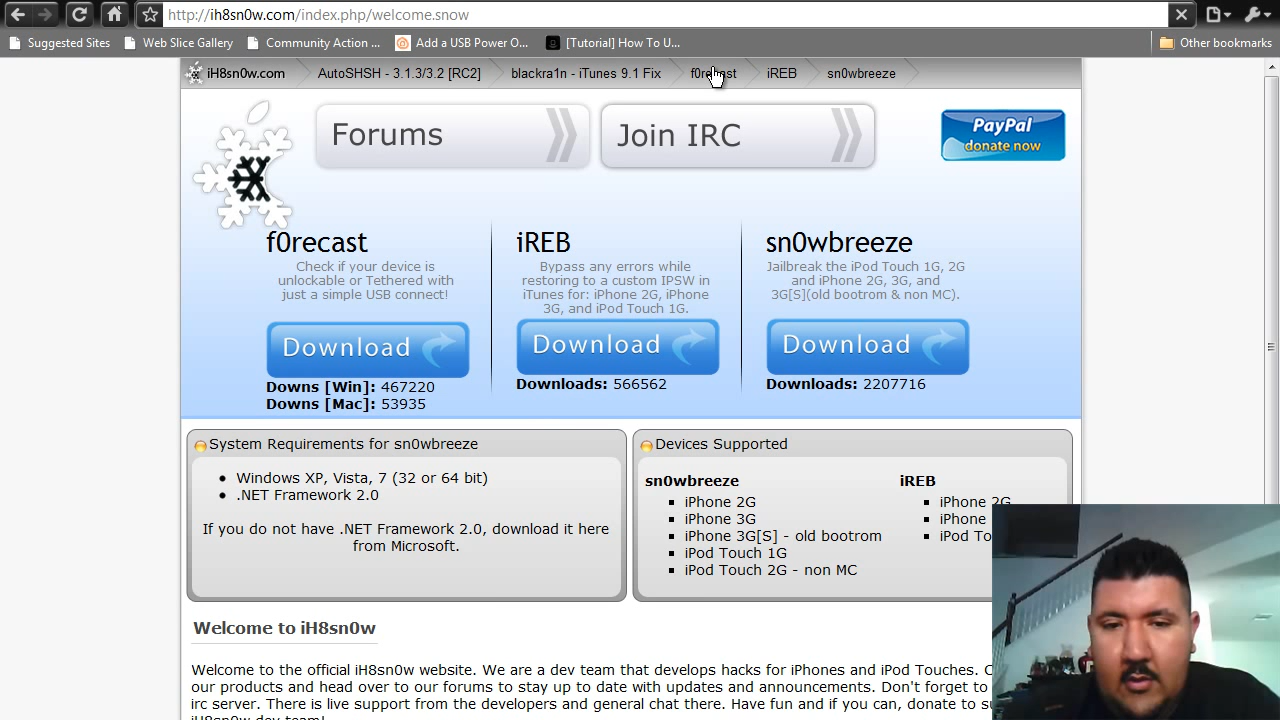 http://ih8sn0w.com/index.php/welcome.snow
Suggested Sites
Web Slice Gallery
Community Action ...
Add a USB Power O...
[Tutorial] How To U...
Other bookmarks
iH8sn0w.com
AutoSHSH - 3.1.3/3.2 [RC2]
blackra1n - iTunes 9.1 Fix
f0recast
iREB
sn0wbreeze
Forums
Join IRC
PayPal
donate now
f0recast
Check if your device is
unlockable or Tethered with
just a simple USB connect!
Download
Downs [Win]: 467220
Downs [Mac]: 53935
iREB
Bypass any errors while
restoring to a custom IPSW in
iTunes for: iPhone 2G, iPhone
3G, and iPod Touch 1G.
Download
Downloads: 566562
sn0wbreeze
Jailbreak the iPod Touch 1G, 2G
and iPhone 2G, 3G, and
3G[S](old bootrom & non MC).
Download
Downloads: 2207716
System Requirements for sn0wbreeze
Windows XP, Vista, 7 (32 or 64 bit)
.NET Framework 2.0
If you do not have .NET Framework 2.0, download it here
from Microsoft.
Devices Supported
sn0wbreeze
iPhone 2G
iPhone 3G
iPhone 3G[S] - old bootrom
iPod Touch 1G
iPod Touch 2G - non MC
iREB
iPhone 2G
iPhone
iPod To
Welcome to iH8sn0w
Welcome to the official iH8sn0w website. We are a dev team that develops hacks for iPhones and iPod Touches.
our products and head over to our forums to stay up to date with updates and announcements. Don't forget to
irc server. There is live support from the developers and general chat there. Have fun and if you can, donate to
iH8sn0w dev team!